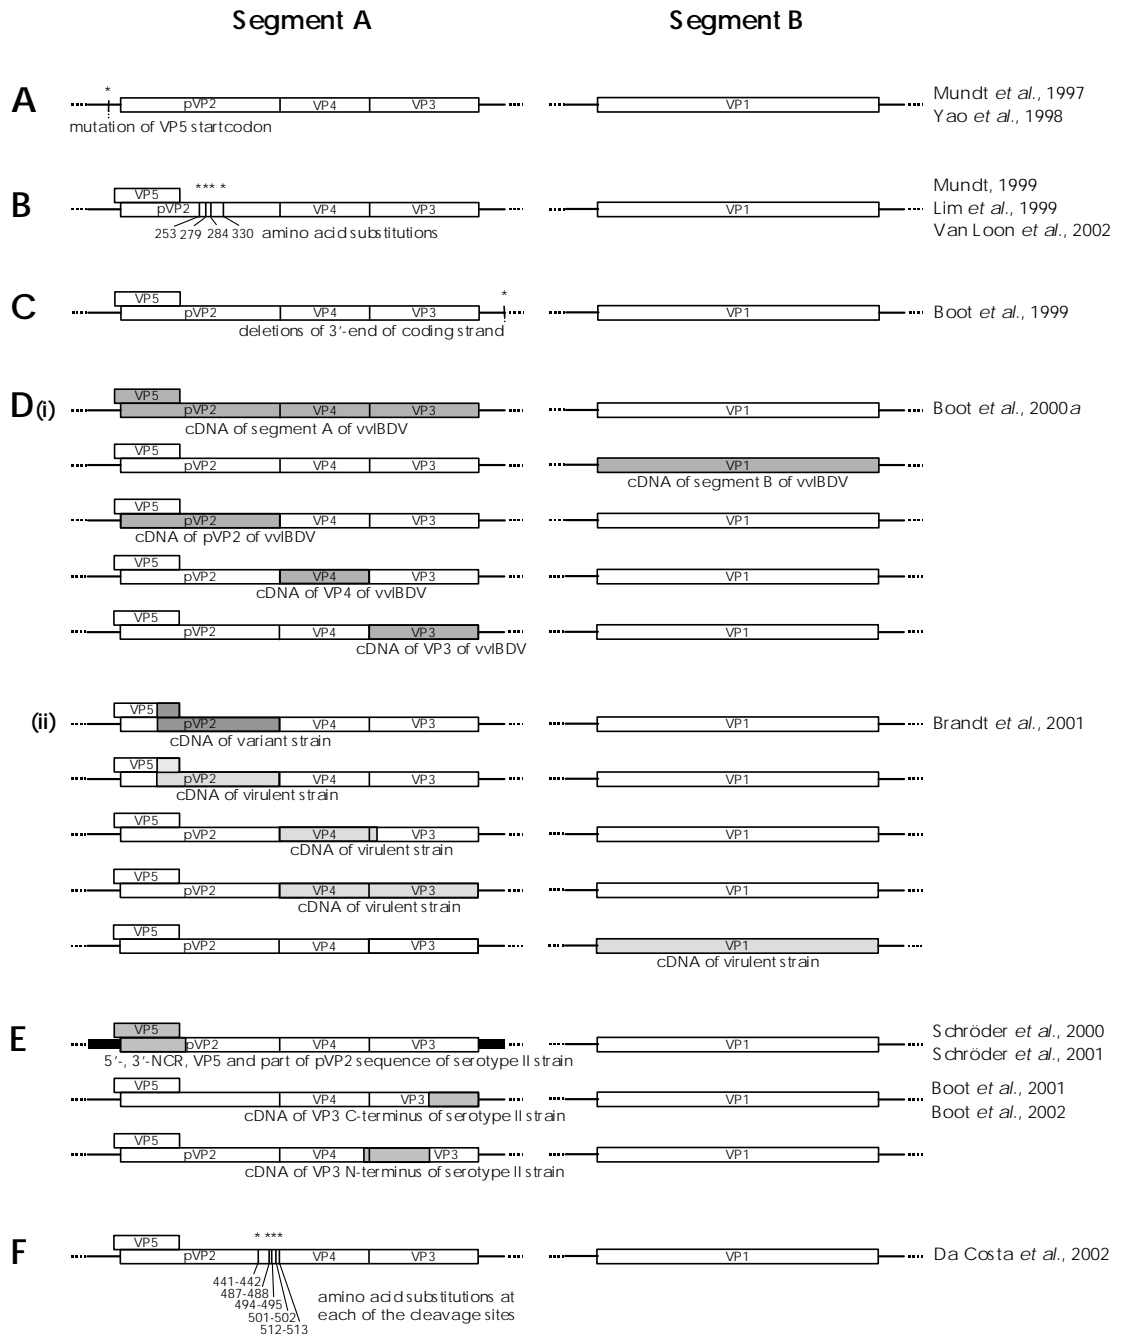 Segment A Segment B
A * pVP2 VP4 VP3 VP1 Mundt et al., 1997
mutation of VP5 startcodon Yao et al., 1998
B VP5 *** * Mundt, 1999
pVP2 VP4 VP3 VP1 Lim et al., 1999
253 279 284 330 amino acid substitutions Van Loon et al., 2002
C VP5 *
pVP2 VP4 VP3 VP1 Boot et al., 1999
deletions of 3'-end of coding strand
D(i) VP5
pVP2 VP4 VP3 VP1 Boot et al., 2000a
cDNA of segment A of vvIBDV
VP5
pVP2 VP4 VP3 VP1
cDNA of segment B of vvIBDV
VP5
pVP2 VP4 VP3 VP1
cDNA of pVP2 of vvIBDV
VP5
pVP2 VP4 VP3 VP1
cDNA of VP4 of vvIBDV
VP5
pVP2 VP4 VP3 VP1
cDNA of VP3 of vvIBDV
(ii) VP5
pVP2 VP4 VP3 VP1 Brandt et al., 2001
cDNA of variant strain
VP5
pVP2 VP4 VP3 VP1
cDNA of virulent strain
VP5
pVP2 VP4 VP3 VP1
cDNA of virulent strain
VP5
pVP2 VP4 VP3 VP1
cDNA of virulent strain
VP5
pVP2 VP4 VP3 VP1
cDNA of virulent strain
E VP5 Schröder et al., 2000
pVP2 VP4 VP3 VP1 Schröder et al., 2001
5'-, 3'-NCR, VP5 and part of pVP2 sequence of serotype II strain
VP5 Boot et al., 2001
VP4 VP3 VP1 Boot et al., 2002
cDNA of VP3 C-terminus of serotype II strain
VP5
pVP2 VP4 VP3 VP1
cDNA of VP3 N-terminus of serotype II strain
F VP5 * ****
pVP2 VP4 VP3 VP1 Da Costa et al., 2002
441-442
487-488 amino acid substitutions at
494-495 each of the cleavage sites
501-502
512-513